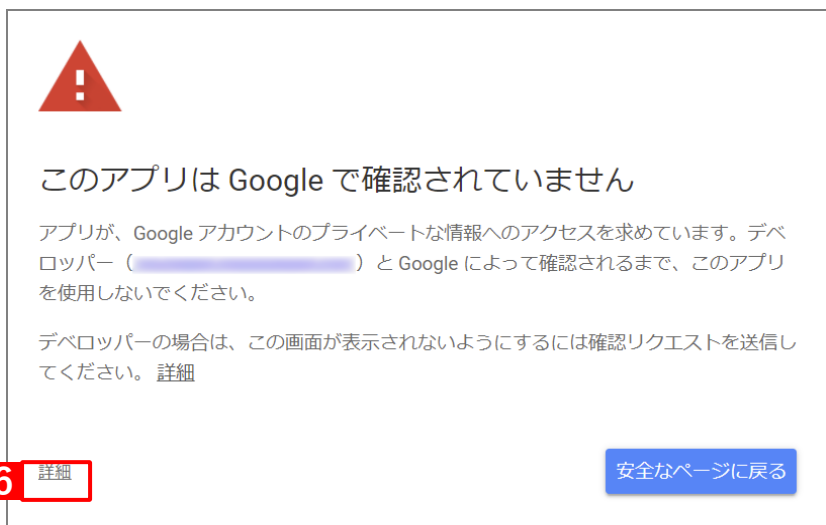 このアプリは Google で確認されていません
アプリが、Google アカウントのプライベートな情報へのアクセスを求めています。デベ
ロッパー（ ）と Google によって確認されるまで、このアプリ
を使用しないでください。
デベロッパーの場合は、この画面が表示されないようにするには確認リクエストを送信し
てください。 詳細
6 詳細
安全なページに戻る